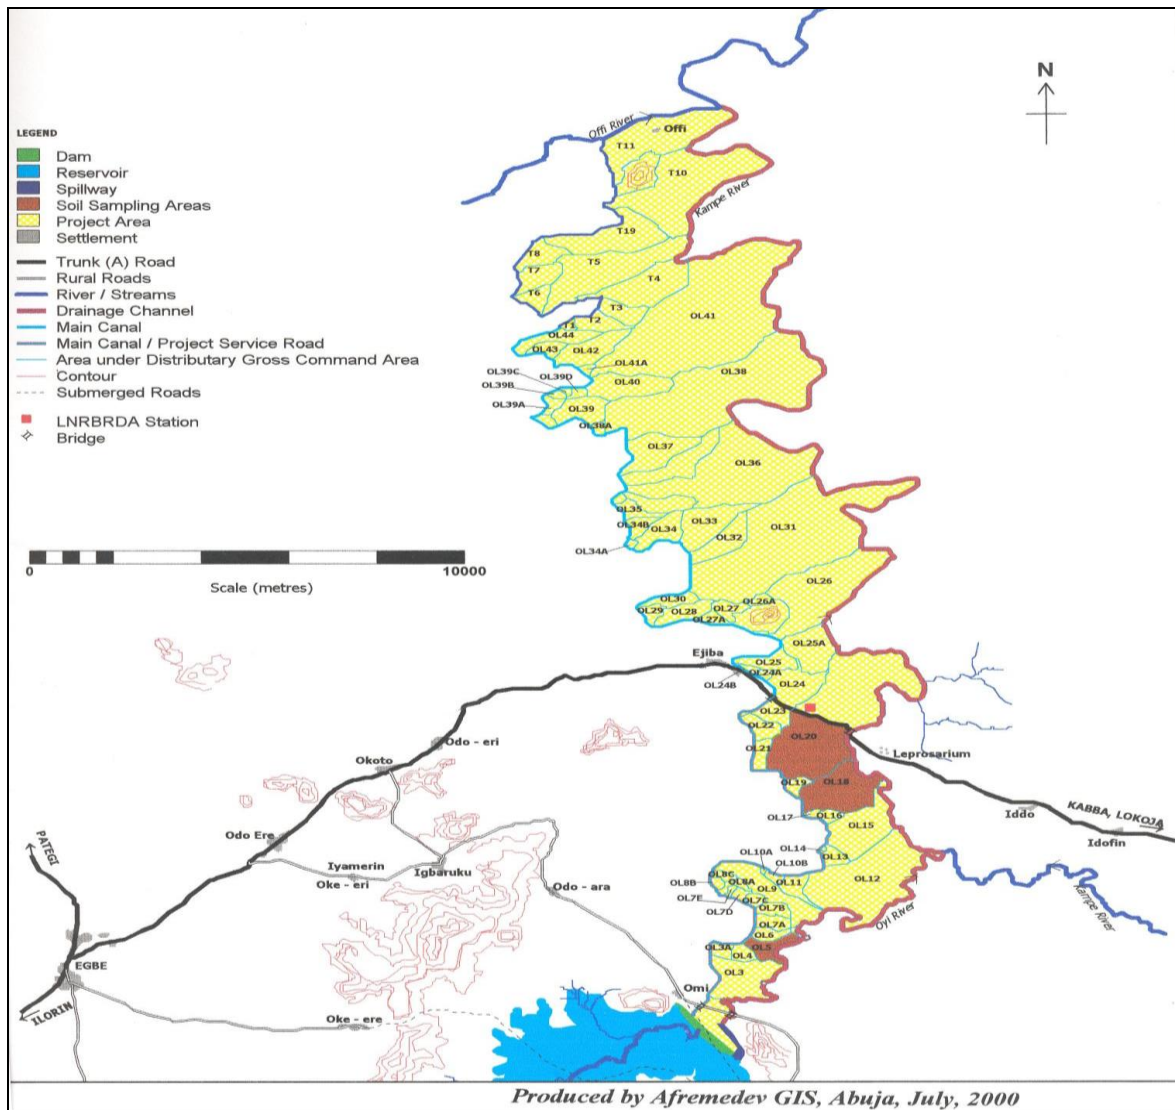 N
LEGEND
Dam
Reservoir
Spillway
Soil Sampling Areas
Project Area
Settlement
Trunk (A) Road
Rural Roads
River / Streams
Drainage Channel
Main Canal
Main Canal / Project Service Road
Area under Distributary Gross Command Area
Contour
Submerged Roads
LNRBRDA Station
Bridge
0
10000
Scale (metres)
Offi River
Offi
T11
T10
Kampe River
T19
T8
T5
T7
T4
T6
T3
T2
T1
OL41
OL44
OL43
OL42
OL41A
OL39C
OL39D
OL38
OL39B
OL40
OL39A
OL39
OL38A
OL37
OL36
OL35
OL34B
OL34
OL33
OL31
OL32
OL34A
OL26
OL30
OL26A
OL29
OL28
OL27
OL27A
OL25A
Ejiba
OL25
OL24A
OL24B
OL24
OL23
OL22
OL20
OL21
Leprosarium
Odo - eri
Okoto
OL19
OL18
OL17
OL16
OL15
Iddo
KABBA, LOKOJA
Idofin
PATEGI
Odo Ere
Iyamerin
Igbaruku
Oke - eri
Odo - ara
OL14
OL13
OL10A
OL10B
OL12
OL8C
OL8B
OL8A
OL9
OL11
OL7E
OL7C
OL7D
OL7B
OL7A
Oyi River
Kampe River
OL6
OL3A
OL5
OL4
OL3
EGBE
ILORIN
Omi
Oke - ere
Produced by Afremedev GIS, Abuja, July, 2000